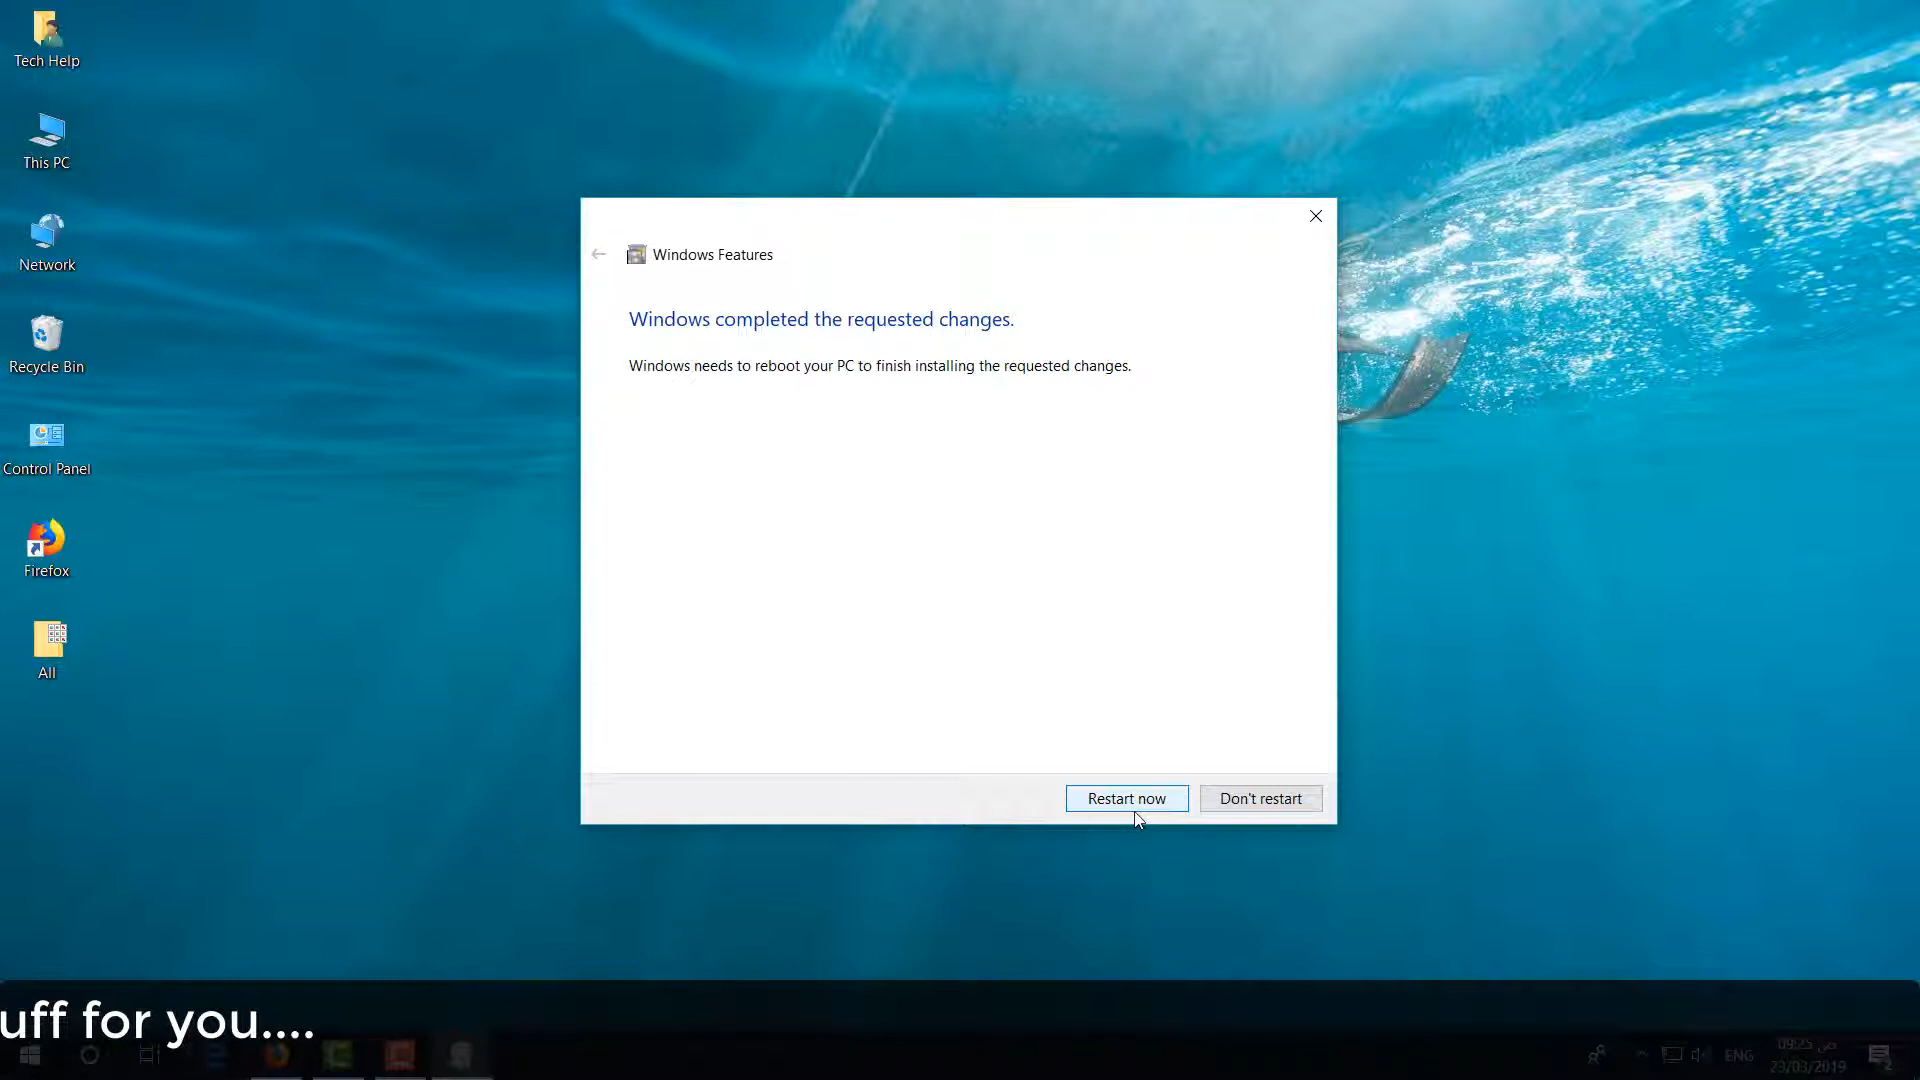 Tech Help
This PC
Network
Recycle Bin
Control Panel
Firefox
All
Windows Features
Windows completed the requested changes.
Windows needs to reboot your PC to finish installing the requested changes.
Restart now
Don't restart
uff for you....
ENG
09:25 ص
23/03/2019